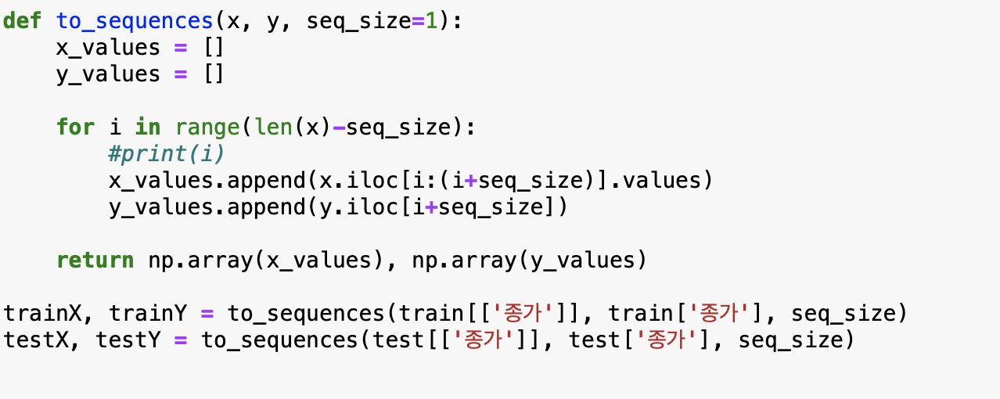 def to_sequences(x, y, seq_size=1):
    x_values = []
    y_values = []

    for i in range(len(x)-seq_size):
        #print(i)
        x_values.append(x.iloc[i:(i+seq_size)].values)
        y_values.append(y.iloc[i+seq_size])

    return np.array(x_values), np.array(y_values)

trainX, trainY = to_sequences(train[['종가']], train['종가'], seq_size)
testX, testY = to_sequences(test[['종가']], test['종가'], seq_size)